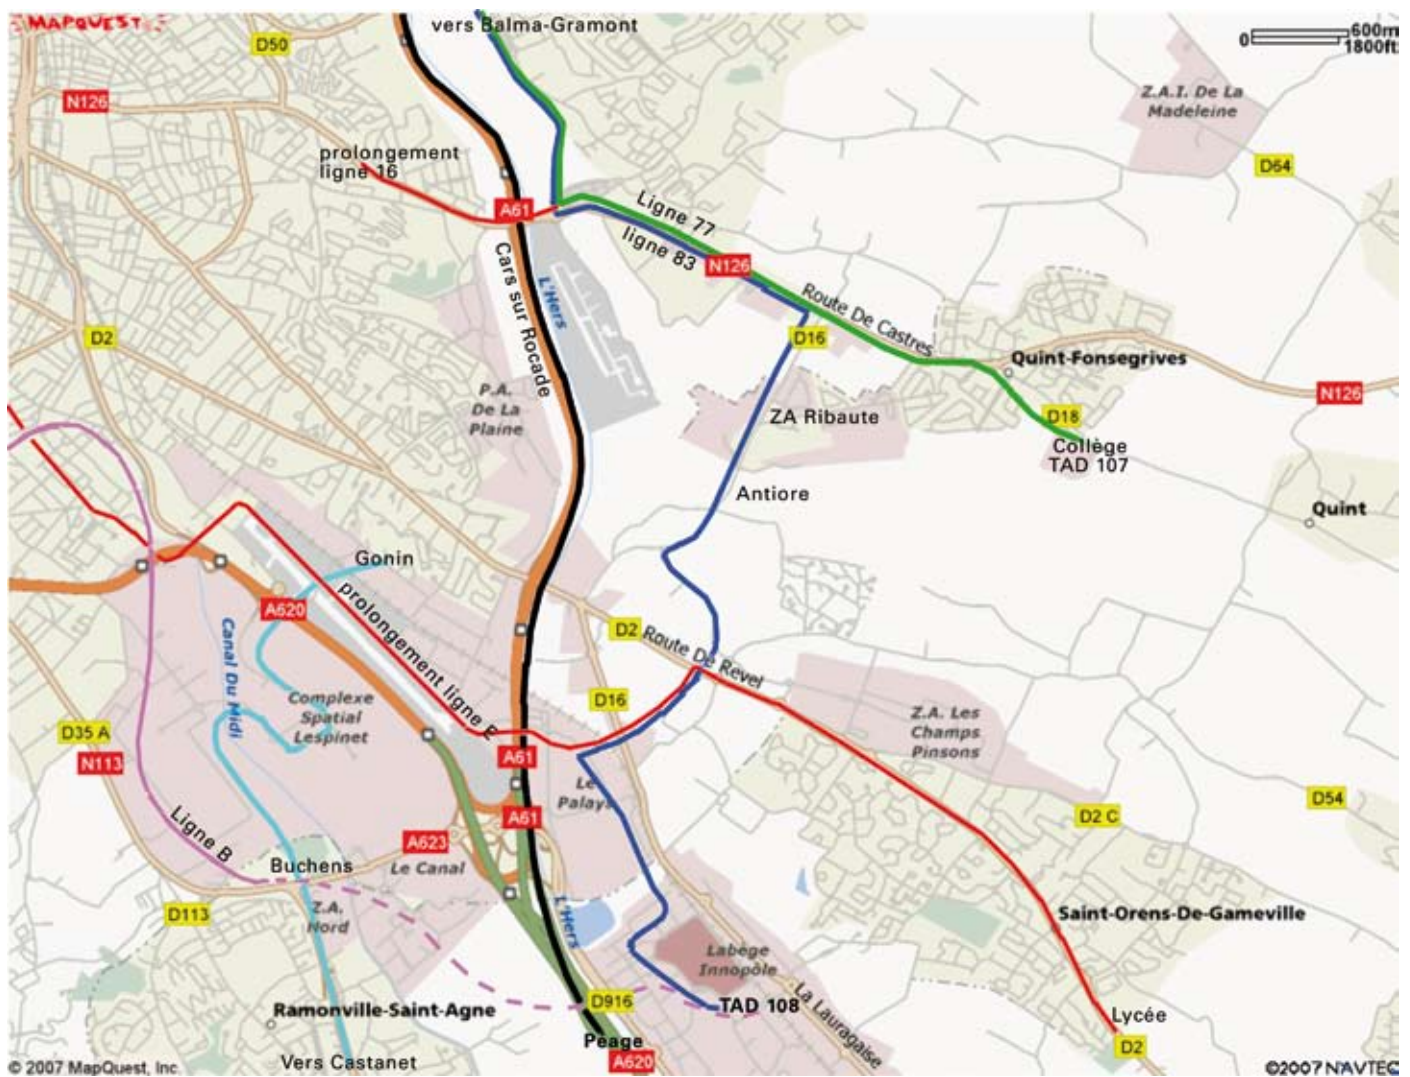 MAPQUEST
vers Balma-Gramont
D50
0
600m
1800ft
N126
Z.A.I. De La
Madeleine
prolongement
ligne 16
D64
A61
Ligne 77
ligne 83
N126
Cars sur Rocade
L'Hers
Route De Castres
D2
D16
Quint-Fonsegrives
P.A.
De La
Plaine
N126
ZA Ribaute
D18
Collège
TAD 107
Antiore
Quint
Gonin
A620
prolongement ligne E
Canal Du Midi
D2
Route De Revel
Complexe
Spatial
Lespinet
D16
Z.A. Les
Champs
Pinsons
D35 A
N113
A61
Le
Palays
D54
D2 C
Ligne B
A61
A623
Buchens
Le Canal
D113
Z.A.
Nord
L'Hers
Saint-Orens-De-Gameville
Labège
Innopôle
Ramonville-Saint-Agne
D916
TAD 108
La Lauragaise
Lycée
Péage
D2
Vers Castanet
A620
© 2007 MapQuest, Inc.
©2007 NAVTEC